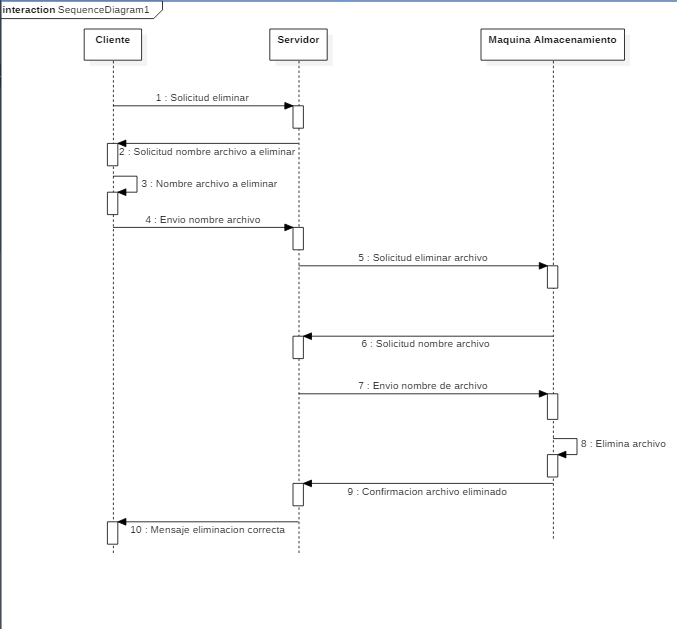 interaction SequenceDiagram1
Cliente
Servidor
Maquina Almacenamiento
1 : Solicitud eliminar
2 : Solicitud nombre archivo a eliminar
3 : Nombre archivo a eliminar
4 : Envio nombre archivo
5 : Solicitud eliminar archivo
6 : Solicitud nombre archivo
7 : Envio nombre de archivo
8 : Elimina archivo
9 : Confirmacion archivo eliminado
10 : Mensaje eliminacion correcta